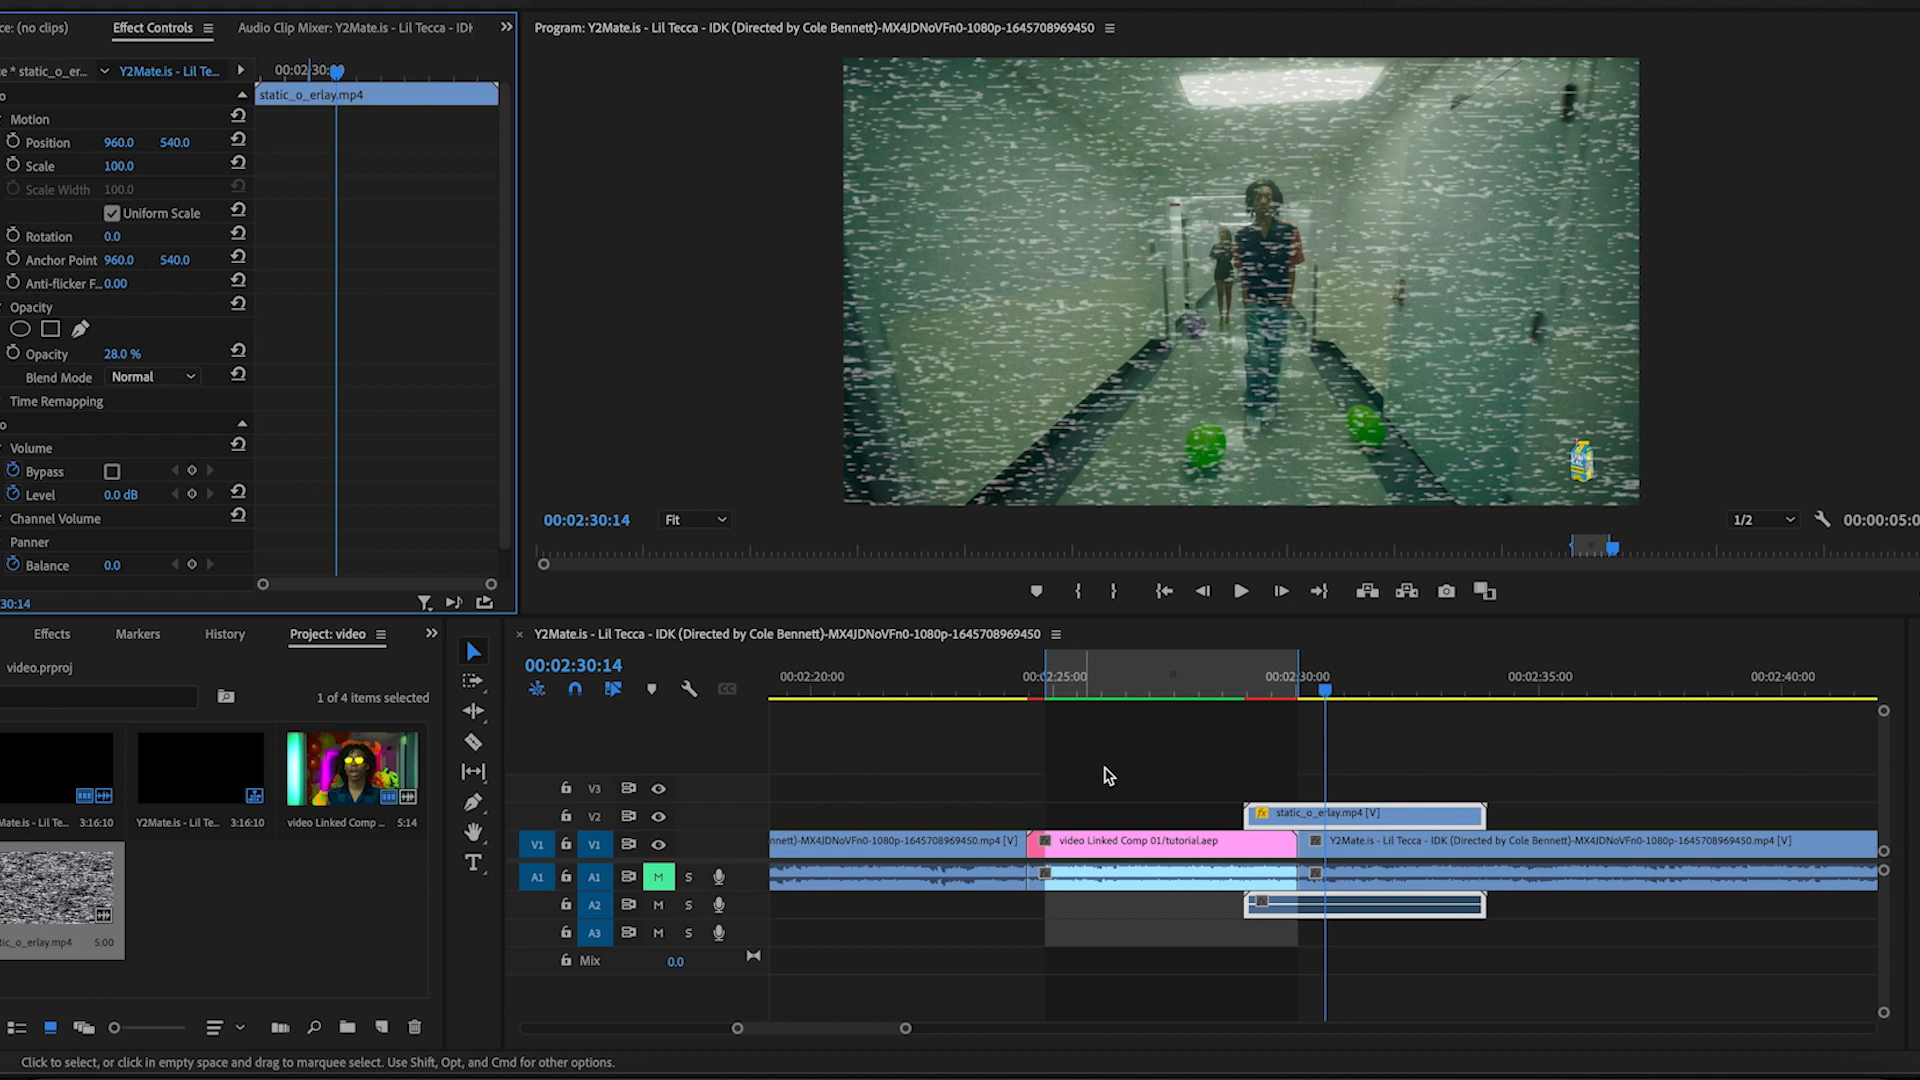 ce: (no clips)
Effect Controls
Audio Clip Mixer: Y2Mate.is - Lil Tecca - IDK
Program: Y2Mate.is - Lil Tecca - IDK (Directed by Cole Bennett)-MX4JDNoVFn0-1080p-1645708969450
e * static_o_er...
Y2Mate.is - Lil Te...
00:02:30:00
static_o_erlay.mp4
o
Motion
Position 960.0 540.0
Scale 100.0
Scale Width 100.0
Uniform Scale
Rotation 0.0
Anchor Point 960.0 540.0
Anti-flicker F... 0.00
Opacity
Opacity 28.0 %
Blend Mode Normal
Time Remapping
o
Volume
Bypass
Level 0.0 dB
Channel Volume
Panner
Balance 0.0
30:14
00:02:30:14
Fit
1/2
00:00:05:0
Effects
Markers
History
Project: video
video.prproj
1 of 4 items selected
Mate.is - Lil Te... 3:16:10
Y2Mate.is - Lil Te... 3:16:10
video Linked Comp ... 5:14
tic_o_erlay.mp4 5:00
Y2Mate.is - Lil Tecca - IDK (Directed by Cole Bennett)-MX4JDNoVFn0-1080p-1645708969450
00:02:30:14
00:02:20:00
00:02:25:00
00:02:30:00
00:02:35:00
00:02:40:00
V3
V2
static_o_erlay.mp4 [V]
V1 V1
nnett)-MX4JDNoVFn0-1080p-1645708969450.mp4 [V]
video Linked Comp 01/tutorial.aep
Y2Mate.is - Lil Tecca - IDK (Directed by Cole Bennett)-MX4JDNoVFn0-1080p-1645708969450.mp4 [V]
A1 A1 M S
A2 M S
A3 M S
Mix 0.0
Click to select, or click in empty space and drag to marquee select. Use Shift, Opt, and Cmd for other options.